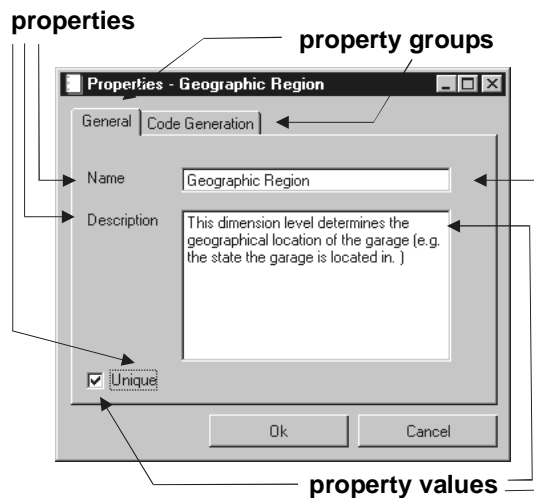 properties
property groups
Properties - Geographic Region
General
Code Generation
Name
Geographic Region
Description
This dimension level determines the
geographical location of the garage (e.g.
the state the garage is located in. )
Unique
Ok
Cancel
property values